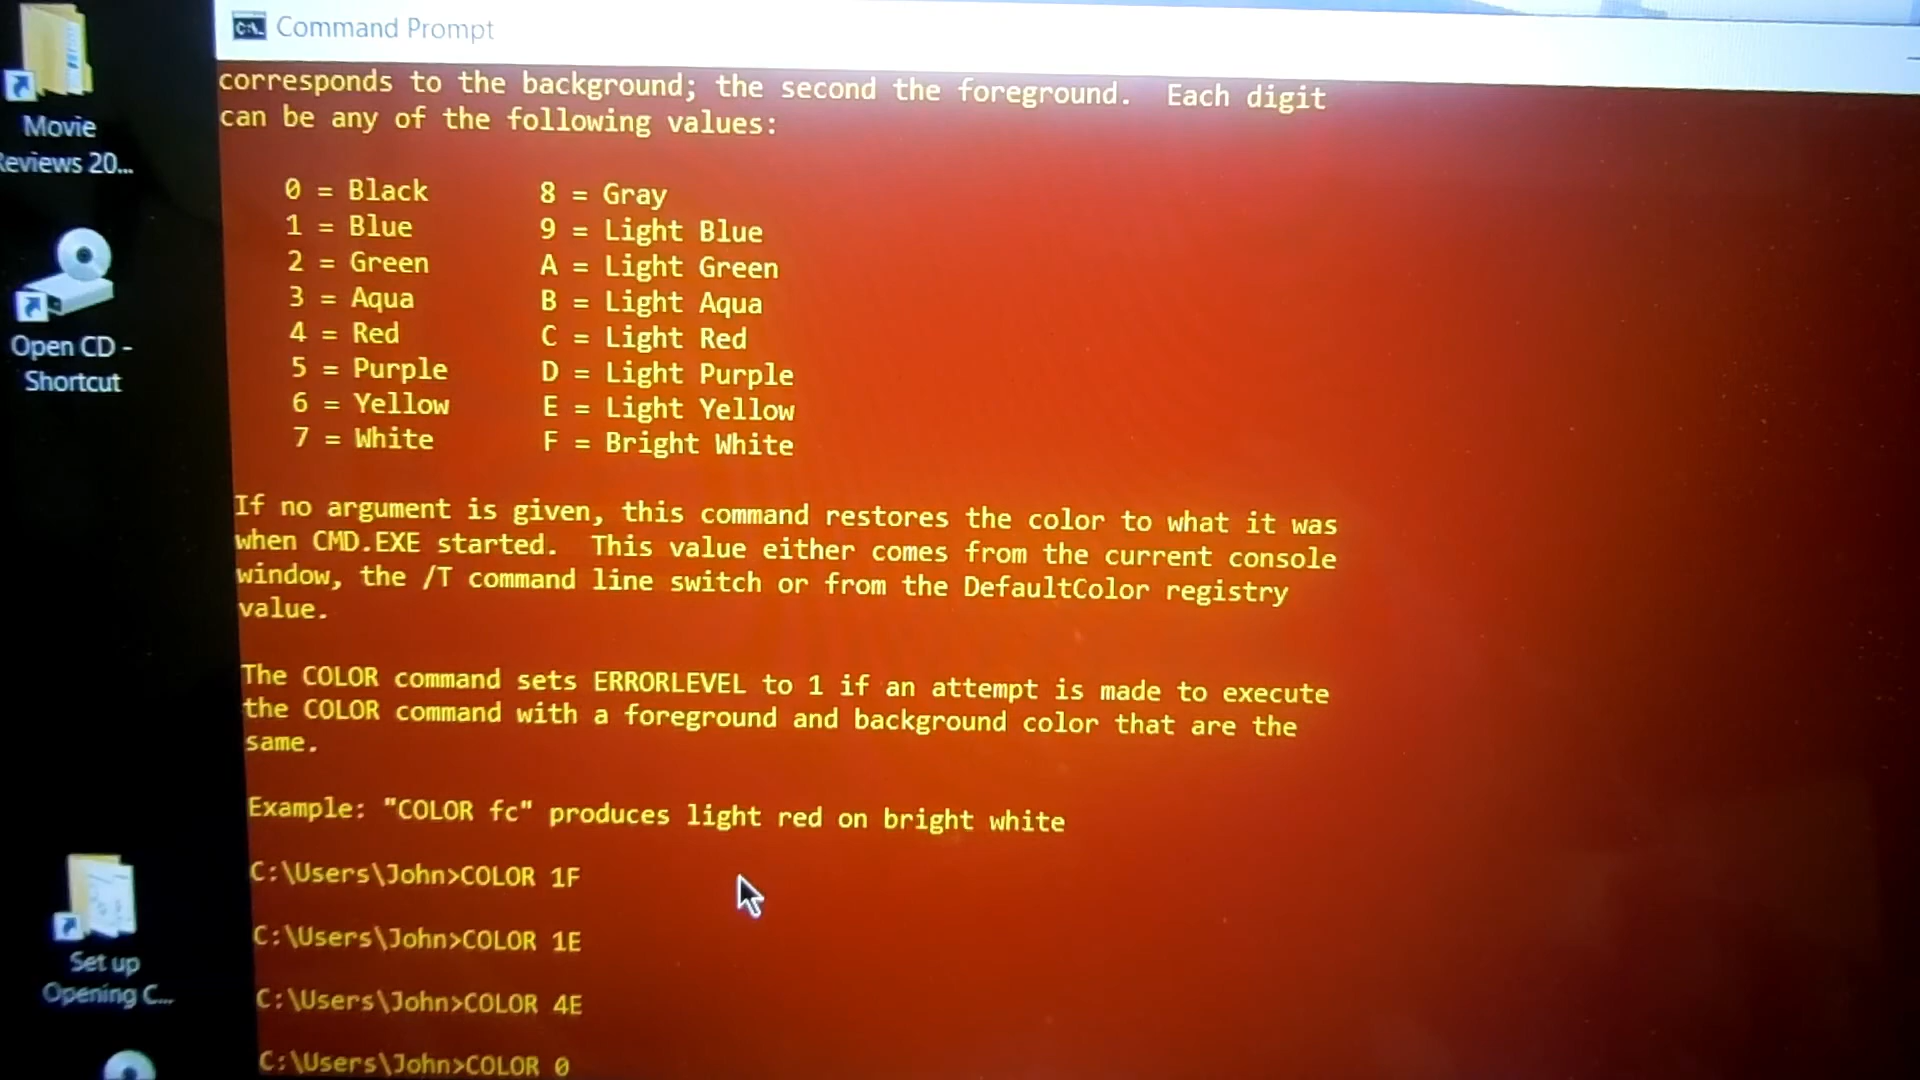 Command Prompt
corresponds to the background; the second the foreground.  Each digit
can be any of the following values:
0 = Black 8 = Gray
1 = Blue 9 = Light Blue
2 = Green A = Light Green
3 = Aqua B = Light Aqua
4 = Red C = Light Red
5 = Purple D = Light Purple
6 = Yellow E = Light Yellow
7 = White F = Bright White
If no argument is given, this command restores the color to what it was
when CMD.EXE started.  This value either comes from the current console
window, the /T command line switch or from the DefaultColor registry
value.
The COLOR command sets ERRORLEVEL to 1 if an attempt is made to execute
the COLOR command with a foreground and background color that are the
same.
Example: "COLOR fc" produces light red on bright white
C:\Users\John>COLOR 1F
C:\Users\John>COLOR 1E
C:\Users\John>COLOR 4E
C:\Users\John>COLOR 0
Movie
Reviews 20...
Open CD -
Shortcut
Set up
Opening C...